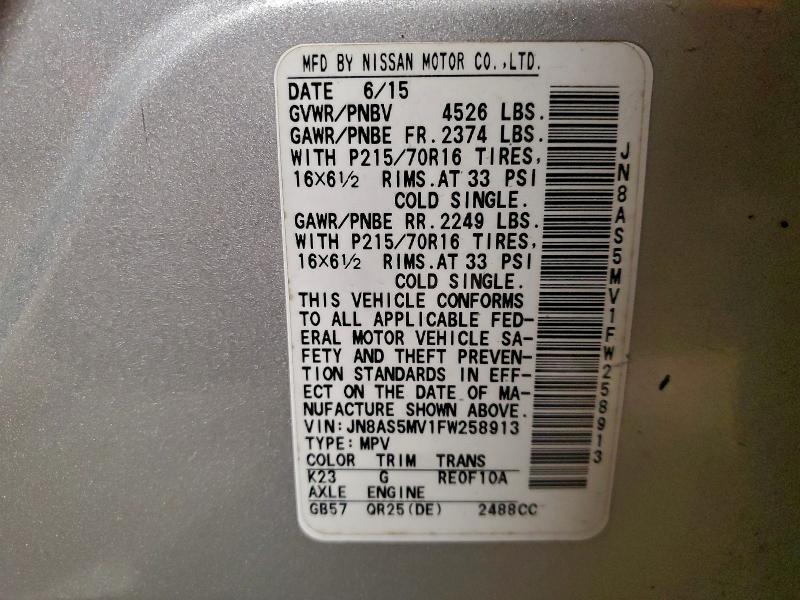 MFD BY NISSAN MOTOR CO.,LTD.
DATE 6/15
GVWR/PNBV 4526 LBS.
GAWR/PNBE FR. 2374 LBS.
WITH P215/70R16 TIRES,
16X6½ RIMS. AT 33 PSI
COLD SINGLE.
GAWR/PNBE RR. 2249 LBS.
WITH P215/70R16 TIRES,
16X6½ RIMS. AT 33 PSI
COLD SINGLE.
THIS VEHICLE CONFORMS
TO ALL APPLICABLE FED-
ERAL MOTOR VEHICLE SA-
FETY AND THEFT PREVEN-
TION STANDARDS IN EFF-
ECT ON THE DATE OF MA-
NUFACTURE SHOWN ABOVE.
VIN: JN8AS5MV1FW258913
TYPE: MPV
COLOR TRIM TRANS
K23 G RE0F10A
AXLE ENGINE
GB57 QR25(DE) 2488CC
JN8AS5MV1FW258913